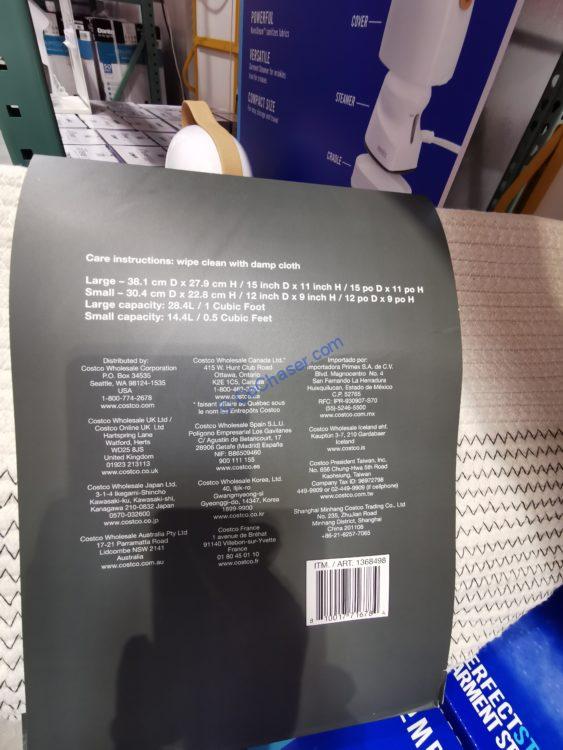 POWERFUL
VERSATILE
Garment Steamer for wrinkles
COMPACT SIZE
COVER
STEAMER
CRADLE
Care instructions: wipe clean with damp cloth
Large – 38.1 cm D x 27.9 cm H / 15 inch D x 11 inch H / 15 po D x 11 po H
Small – 30.4 cm D x 22.8 cm H / 12 inch D x 9 inch H / 12 po D x 9 po H
Large capacity: 28.4L / 1 Cubic Foot
Small capacity: 14.4L / 0.5 Cubic Feet
Distributed by:
Costco Wholesale Corporation
P.O. Box 34535
Seattle, WA 98124-1535
USA
1-800-774-2678
www.costco.com
Costco Wholesale UK Ltd /
Costco Online UK Ltd
Hartspring Lane
Watford, Herts
WD25 8JS
United Kingdom
01923 213113
www.costco.co.uk
Costco Wholesale Japan Ltd.
3-1-4 Ikegami-Shincho
Kawasaki-ku, Kawasaki-shi,
Kanagawa 210-0832 Japan
0570-032600
www.costco.co.jp
Costco Wholesale Australia Pty Ltd
17-21 Parramatta Road
Lidcombe NSW 2141
Australia
www.costco.com.au
Costco Wholesale Canada Ltd.*
415 W. Hunt Club Road
Ottawa, Ontario
K2E 1C5, Canada
www.costco.ca
* faisant affaire au Québec sous
le nom les Entrepôts Costco
Costco Wholesale Spain S.L.U.
Polígono Empresarial Los Gavilanes
C/ Agustín de Betancourt, 17
28906 Getafe (Madrid) España
NIF: B86509460
900 111 155
www.costco.es
Costco Wholesale Korea, Ltd.
40, Iljik-ro
Gwangmyeong-si
Gyeonggi-do, 14347, Korea
1899-9900
www.costco.co.kr
Costco France
1 avenue de Bréhat
91140 Villebon-sur-Yvette
France
01 80 45 01 10
www.costco.fr
Importado por:
Importadora Primex S.A. de C.V.
Blvd. Magnocentro No. 4
San Fernando La Herradura
Huixquilucan, Estado de México
C.P. 52765
RFC: IPR-930907-S70
(55)-5246-5500
www.costco.com.mx
Costco Wholesale Iceland ehf.
Kauptún 3-7, 210 Gardabaer
Iceland
www.costco.is
Costco President Taiwan, Inc.
No. 656 Chung-Hwa 5th Road
Kaohsiung, Taiwan
Company Tax ID: 96972798
449-9909 or 02-449-9909 (if cellphone)
www.costco.com.tw
Shanghai Minhang Costco Trading Co., Ltd
No. 235, ZhuJian Road
Minhang District, Shanghai
China 201106
+86-21-6257-7065
ITM. / ART. 1368498
8 10017 71678 4